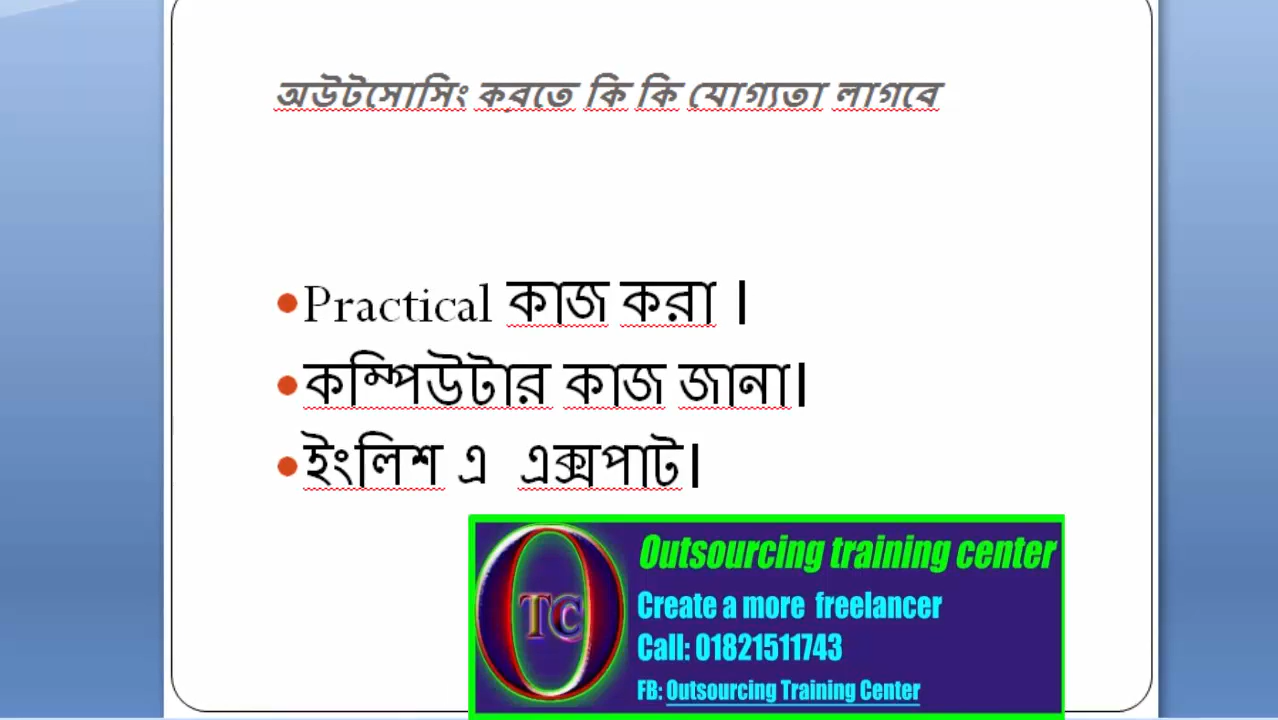 অউটসোসিং করতে কি কি যোগ্যতা লাগবে
Practical কাজ করা ।
কম্পিউটার কাজ জানা।
ইংলিশ এ এক্সপাট।
OTC
Outsourcing training center
Create a more freelancer
Call: 01821511743
FB: Outsourcing Training Center